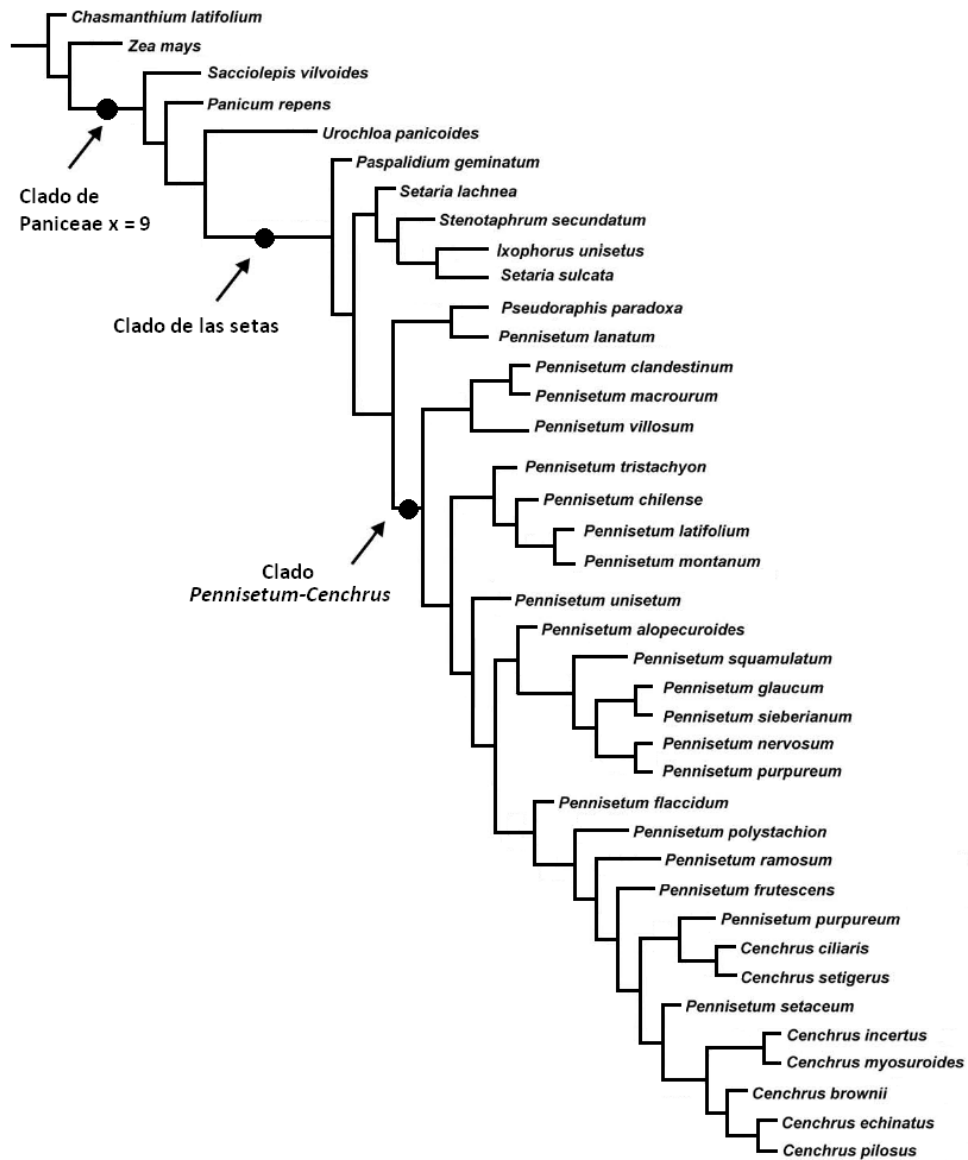 Chasmanthium latifolium
Zea mays
Sacciolepis vilvoides
Panicum repens
Urochloa panicoides
Clado de
Paniceae x = 9
Paspalidium geminatum
Setaria lachnea
Stenotaphrum secundatum
Ixophorus unisetus
Setaria sulcata
Clado de las setas
Pseudoraphis paradoxa
Pennisetum lanatum
Pennisetum clandestinum
Pennisetum macrourum
Pennisetum villosum
Pennisetum tristachyon
Pennisetum chilense
Pennisetum latifolium
Pennisetum montanum
Clado
Pennisetum-Cenchrus
Pennisetum unisetum
Pennisetum alopecuroides
Pennisetum squamulatum
Pennisetum glaucum
Pennisetum sieberianum
Pennisetum nervosum
Pennisetum purpureum
Pennisetum flaccidum
Pennisetum polystachion
Pennisetum ramosum
Pennisetum frutescens
Pennisetum purpureum
Cenchrus ciliaris
Cenchrus setigerus
Pennisetum setaceum
Cenchrus incertus
Cenchrus myosuroides
Cenchrus brownii
Cenchrus echinatus
Cenchrus pilosus